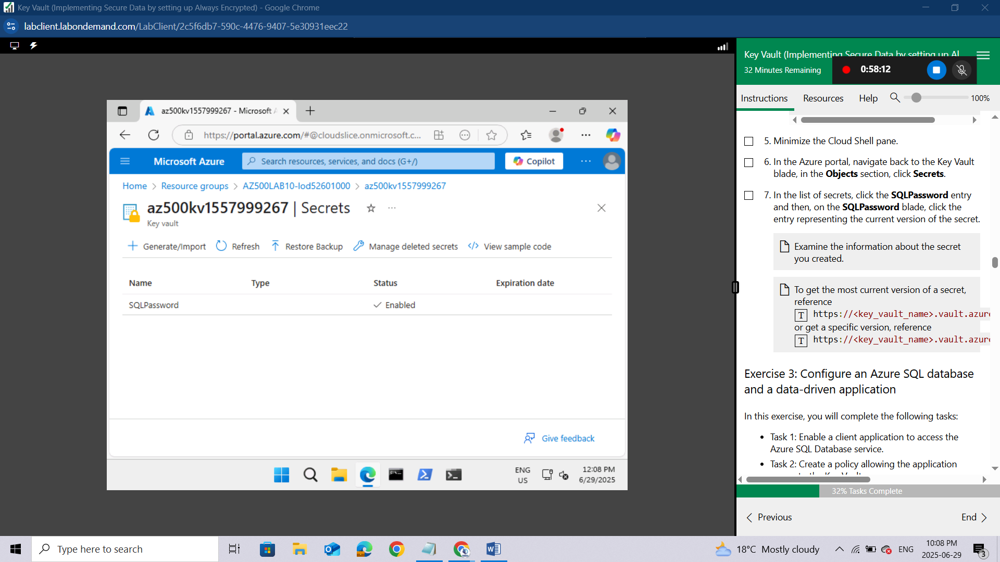 Key Vault (Implementing Secure Data by setting up Always Encrypted) - Google Chrome
labclient.labondemand.com/LabClient/2c5f6db7-590c-4476-9407-5e30931eec22
az500kv1557999267 - Microsoft
https://portal.azure.com/#@cloudslice.onmicrosoft.c...
Microsoft Azure
Search resources, services, and docs (G+/)
Copilot
Home > Resource groups > AZ500LAB10-lod52601000 > az500kv1557999267
az500kv1557999267 | Secrets
Key vault
Generate/Import
Refresh
Restore Backup
Manage deleted secrets
View sample code
Name Type Status Expiration date
SQLPassword Enabled
Give feedback
ENG
US
12:08 PM
6/29/2025
Key Vault (Implementing Secure Data by setting up Al
32 Minutes Remaining
0:58:12
Instructions Resources Help 100%
5. Minimize the Cloud Shell pane.
6. In the Azure portal, navigate back to the Key Vault
blade, in the Objects section, click Secrets.
7. In the list of secrets, click the SQLPassword entry
and then, on the SQLPassword blade, click the
entry representing the current version of the secret.
Examine the information about the secret
you created.
To get the most current version of a secret,
reference
T https://<key_vault_name>.vault.azure
or get a specific version, reference
T https://<key_vault_name>.vault.azure
Exercise 3: Configure an Azure SQL database
and a data-driven application
In this exercise, you will complete the following tasks:
• Task 1: Enable a client application to access the
Azure SQL Database service.
• Task 2: Create a policy allowing the application
32% Tasks Complete
Previous
End
Type here to search
18°C Mostly cloudy
ENG
10:08 PM
2025-06-29
3